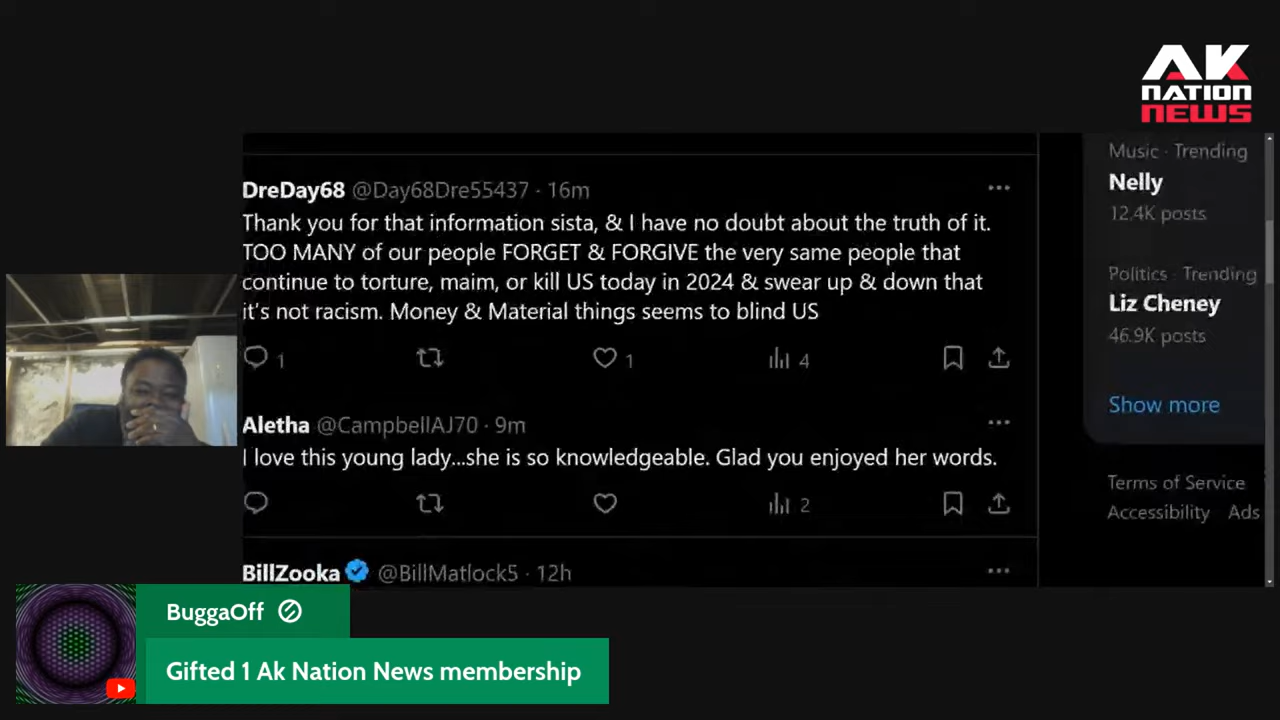 AK
NATION
NEWS
DreDay68 @Day68Dre55437 · 16m
Thank you for that information sista, & I have no doubt about the truth of it.
TOO MANY of our people FORGET & FORGIVE the very same people that
continue to torture, maim, or kill US today in 2024 & swear up & down that
it's not racism. Money & Material things seems to blind US
1 1 4
Aletha @CampbellAJ70 · 9m
I love this young lady...she is so knowledgeable. Glad you enjoyed her words.
2
BillZooka @BillMatlock5 · 12h
Music · Trending
Nelly
12.4K posts
Politics · Trending
Liz Cheney
46.9K posts
Show more
Terms of Service
Accessibility Ads
BuggaOff
Gifted 1 Ak Nation News membership